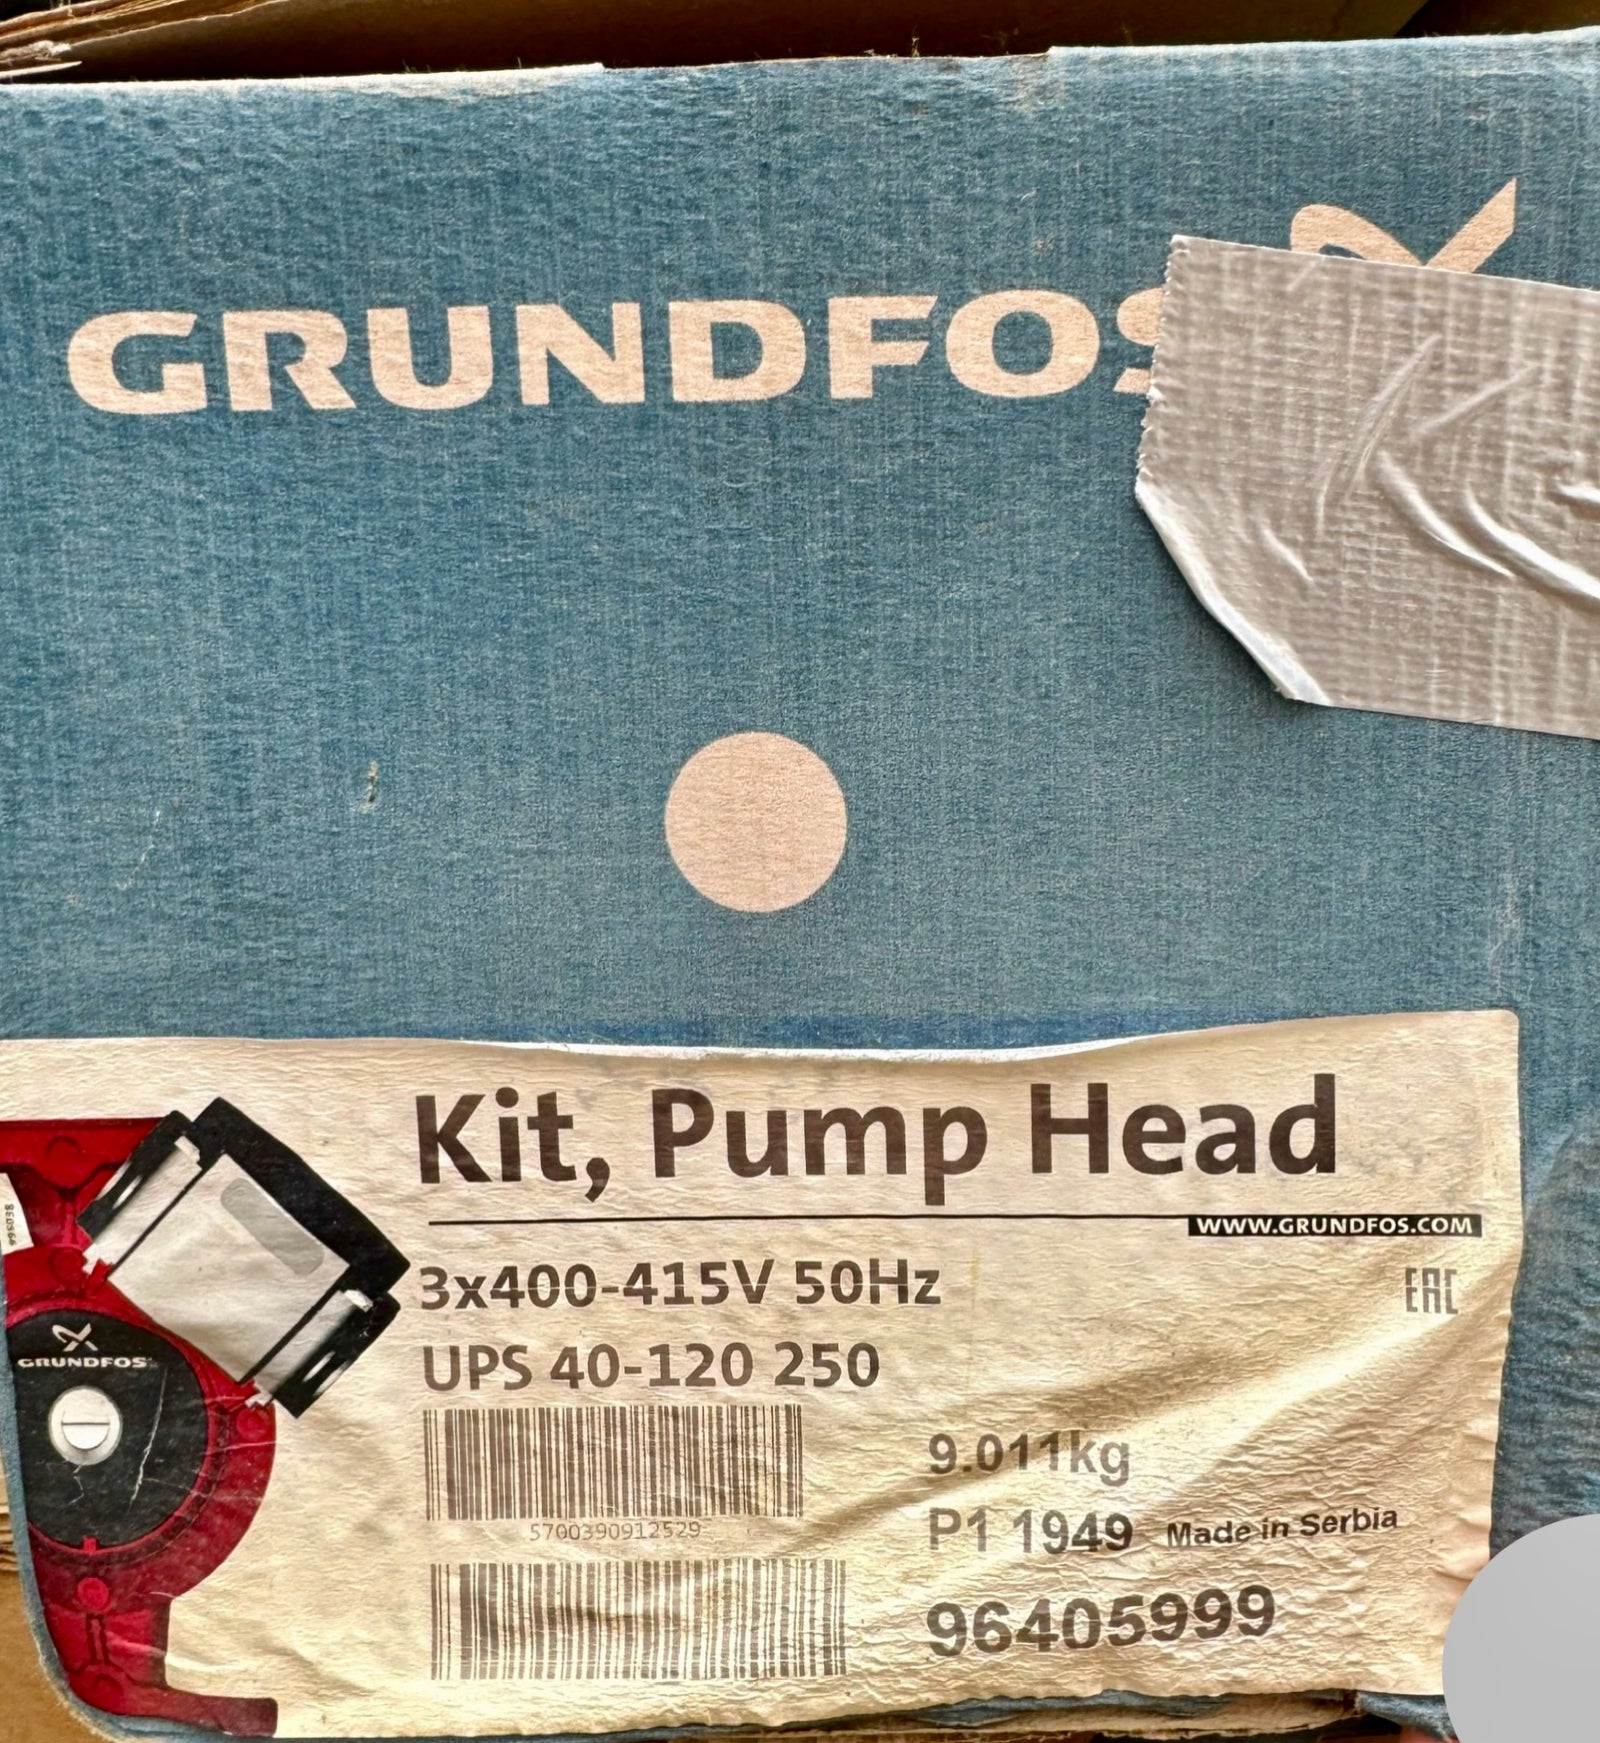 GRUNDFOS
Kit, Pump Head
WWW.GRUNDFOS.COM
3x400-415V 50Hz
EAC
UPS 40-120 250
GRUNDFOS
5700390912529
9.011kg
P1 1949 Made in Serbia
96405999